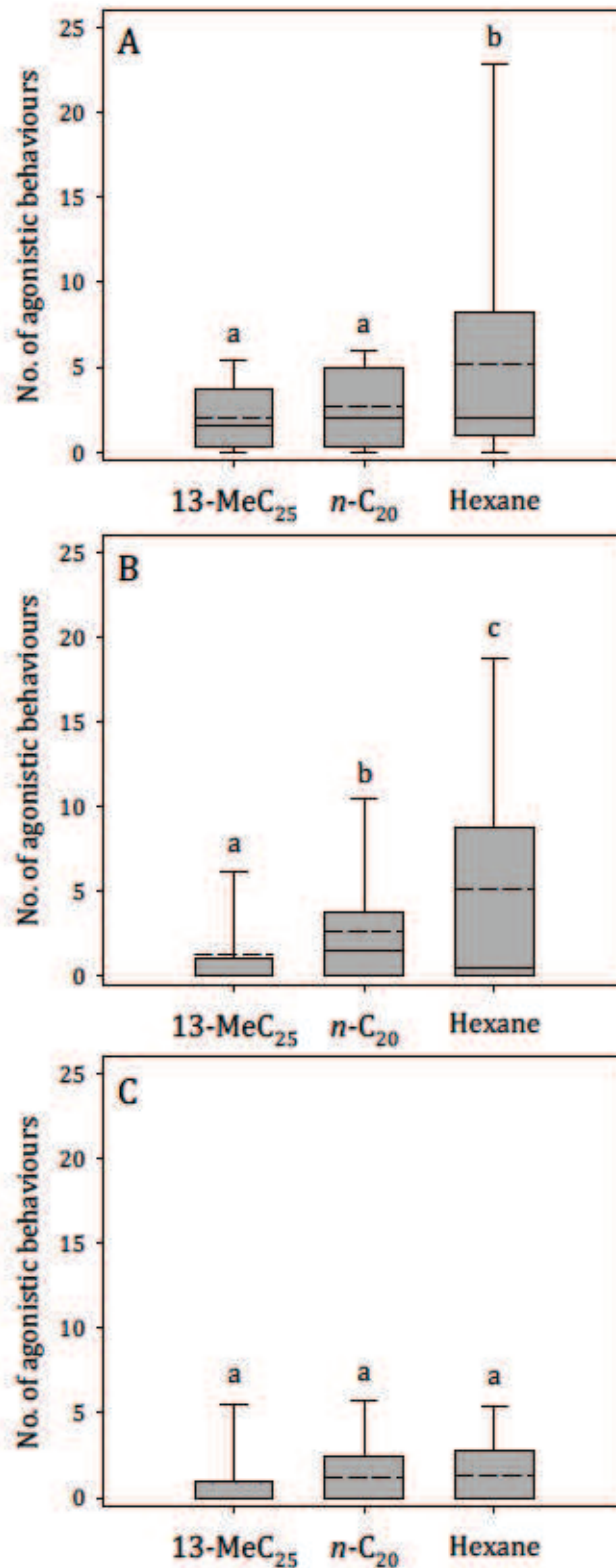 A
b
a
a
25
20
15
10
5
0
No. of agonistic behaviours
13-MeC₂₅ n-C₂₀ Hexane
B
c
b
a
25
20
15
10
5
0
No. of agonistic behaviours
13-MeC₂₅ n-C₂₀ Hexane
C
a
a
a
25
20
15
10
5
0
No. of agonistic behaviours
13-MeC₂₅ n-C₂₀ Hexane